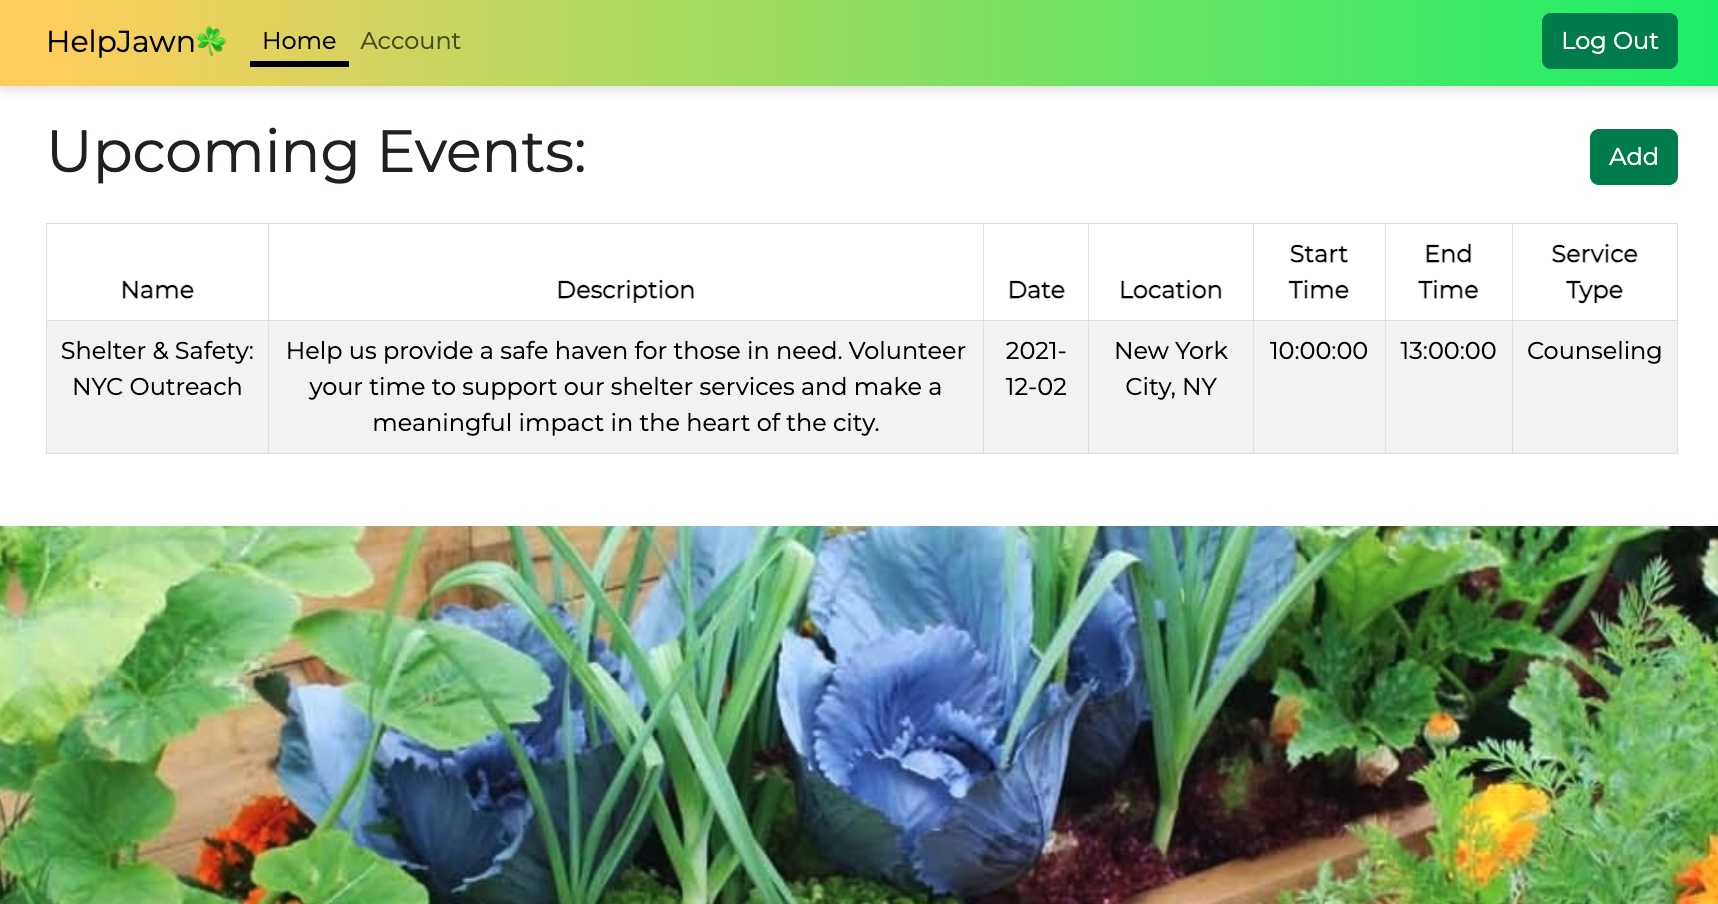 HelpJawn☘️ Home Account Log Out
Upcoming Events: Add
Name Description Date Location Start Time End Time Service Type
Shelter & Safety: NYC Outreach
Help us provide a safe haven for those in need. Volunteer
your time to support our shelter services and make a
meaningful impact in the heart of the city.
2021-
12-02
New York
City, NY
10:00:00
13:00:00
Counseling